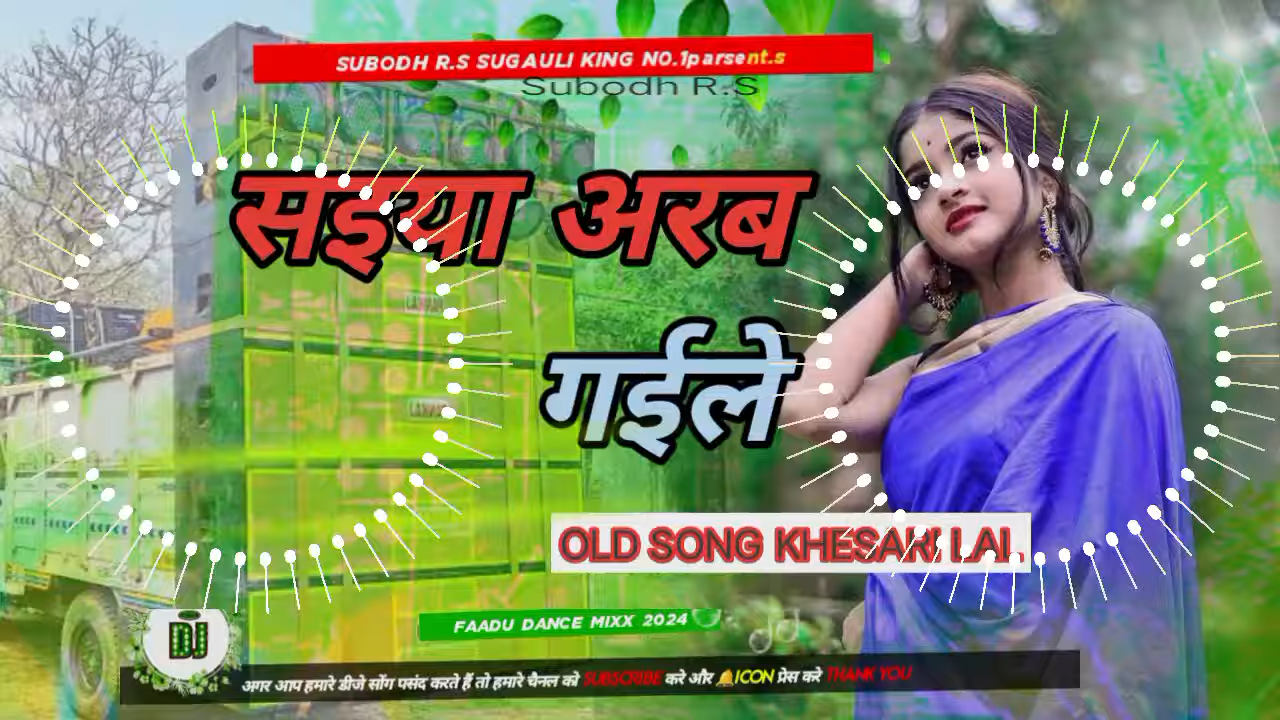 SUBODH R.S SUGAULI KING NO.1parsent.s
Subodh R.S
सइया अरब
गईले
OLD SONG KHESARI LAL
FAADU DANCE MIXX 2024
DJ
अगर आप हमारे डीजे सोंग पसंद करते हैं तो हमारे चैनल को SUBSCRIBE करे और 🔔ICON प्रेस करे THANK YOU